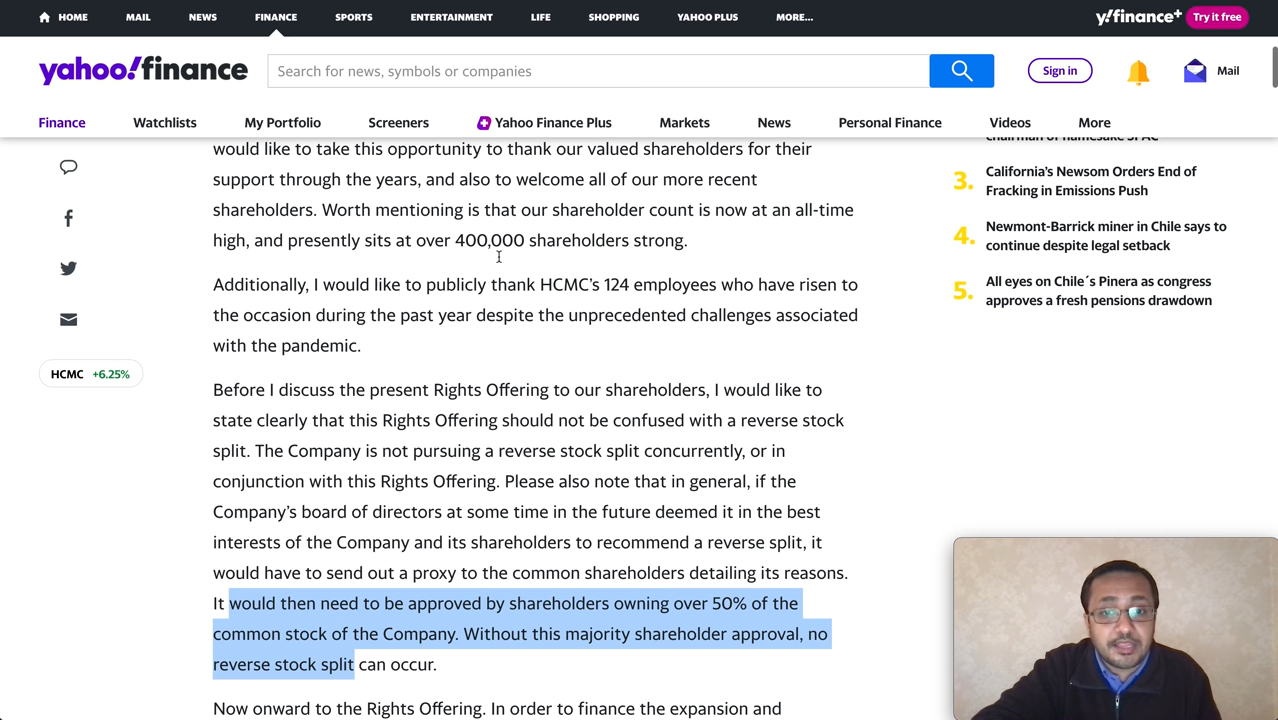 HOME MAIL NEWS FINANCE SPORTS ENTERTAINMENT LIFE SHOPPING YAHOO PLUS MORE...
y!finance+ Try it free
yahoo!finance
Search for news, symbols or companies
Sign in
Mail
Finance Watchlists My Portfolio Screeners Yahoo Finance Plus Markets News Personal Finance Videos More
would like to take this opportunity to thank our valued shareholders for their
support through the years, and also to welcome all of our more recent
shareholders. Worth mentioning is that our shareholder count is now at an all-time
high, and presently sits at over 400,000 shareholders strong.
Additionally, I would like to publicly thank HCMC's 124 employees who have risen to
the occasion during the past year despite the unprecedented challenges associated
with the pandemic.
HCMC +6.25%
Before I discuss the present Rights Offering to our shareholders, I would like to
state clearly that this Rights Offering should not be confused with a reverse stock
split. The Company is not pursuing a reverse stock split concurrently, or in
conjunction with this Rights Offering. Please also note that in general, if the
Company's board of directors at some time in the future deemed it in the best
interests of the Company and its shareholders to recommend a reverse split, it
would have to send out a proxy to the common shareholders detailing its reasons.
It would then need to be approved by shareholders owning over 50% of the
common stock of the Company. Without this majority shareholder approval, no
reverse stock split can occur.
Now onward to the Rights Offering. In order to finance the expansion and
chairman of namesake SPAC
3. California's Newsom Orders End of
Fracking in Emissions Push
4. Newmont-Barrick miner in Chile says to
continue despite legal setback
5. All eyes on Chile´s Pinera as congress
approves a fresh pensions drawdown